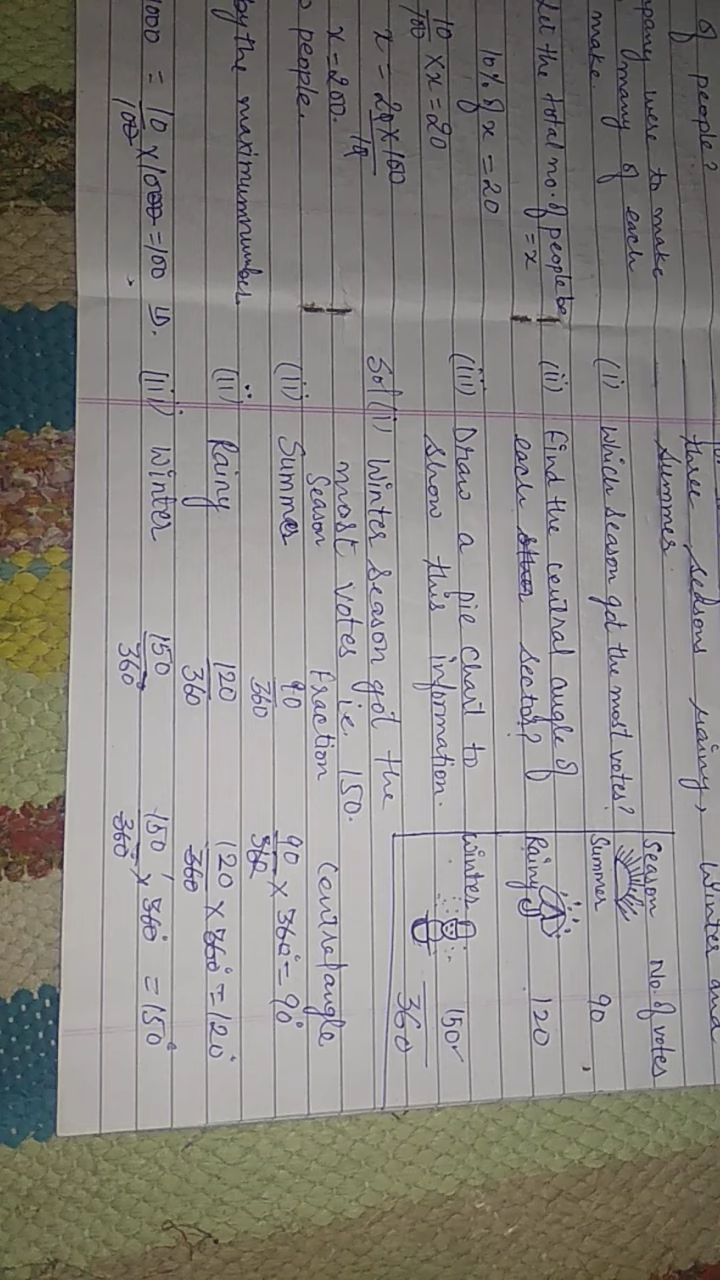 of people?
pany were to make
many of each
make.
Let the total no. of people be
= x
10% of x = 20
10/100 × x = 20
x = 20 × 100/10
x = 200.
people.
by the maximum number.
1000 = 10/100 × 1000 = 100
three seasons rainy, Winter and
Summer.
(i) Which season got the most votes?
(ii) Find the central angle of
each sector?
(iii) Draw a pie chart to
show this information.
Season No. of votes
Summer 90
Rainy 120
Winter 150
360
Sol (i) Winter Season got the
most votes i.e. 150.
Season Fraction Central angle
(ii) Summer 90/360 90/360 × 360° = 90°
(ii) Rainy 120/360 120/360 × 360° = 120°
(iii) Winter 150/360 150/360 × 360° = 150°